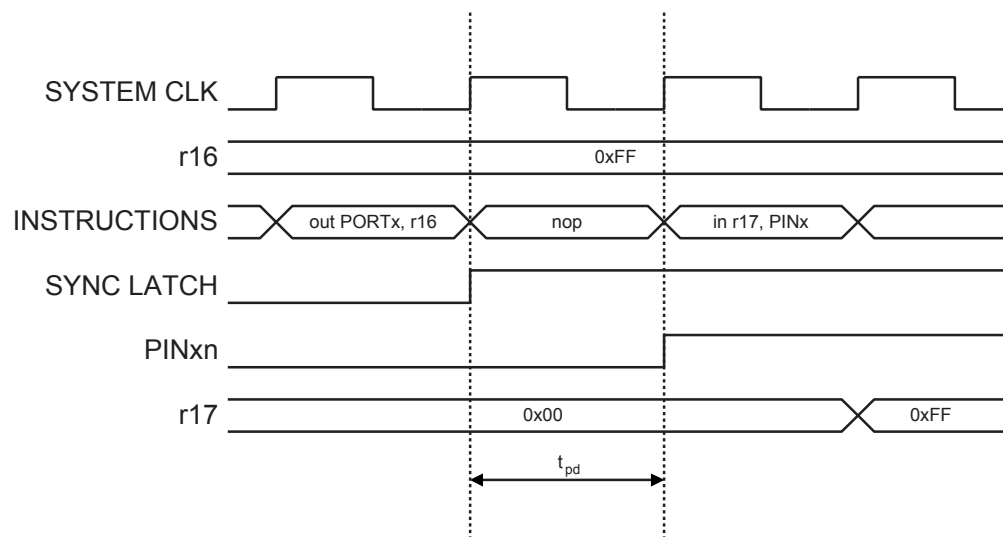 SYSTEM CLK
r16
0xFF
INSTRUCTIONS
out PORTx, r16
nop
in r17, PINx
SYNC LATCH
PINxn
r17
0x00
0xFF
tpd